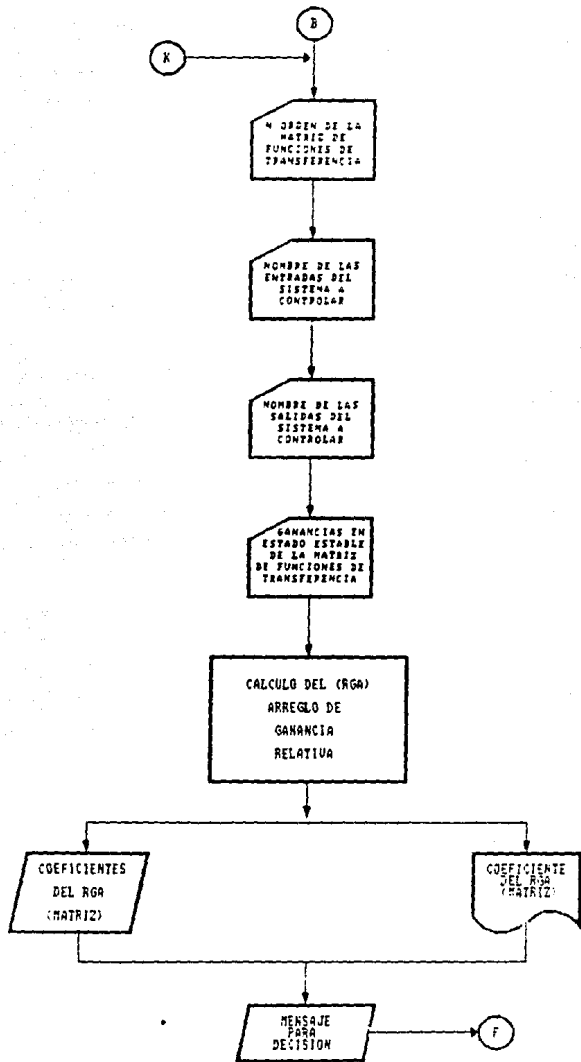 B
K
N ORDEN DE LA
MATRIZ DE
FUNCIONES DE
TRANSFERENCIA
NOMBRE DE LAS
ENTRADAS DEL
SISTEMA A
CONTROLAR
NOMBRE DE LAS
SALIDAS DEL
SISTEMA A
CONTROLAR
GANANCIAS EN
ESTADO ESTABLE
DE LA MATRIZ
DE FUNCIONES DE
TRANSFERENCIA
CALCULO DEL (RGA)
ARREGLO DE
GANANCIA
RELATIVA
COEFICIENTES
DEL RGA
(MATRIZ)
COEFICIENTE
DEL RGA
(MATRIZ)
MENSAJE
PARA
DECISION
F